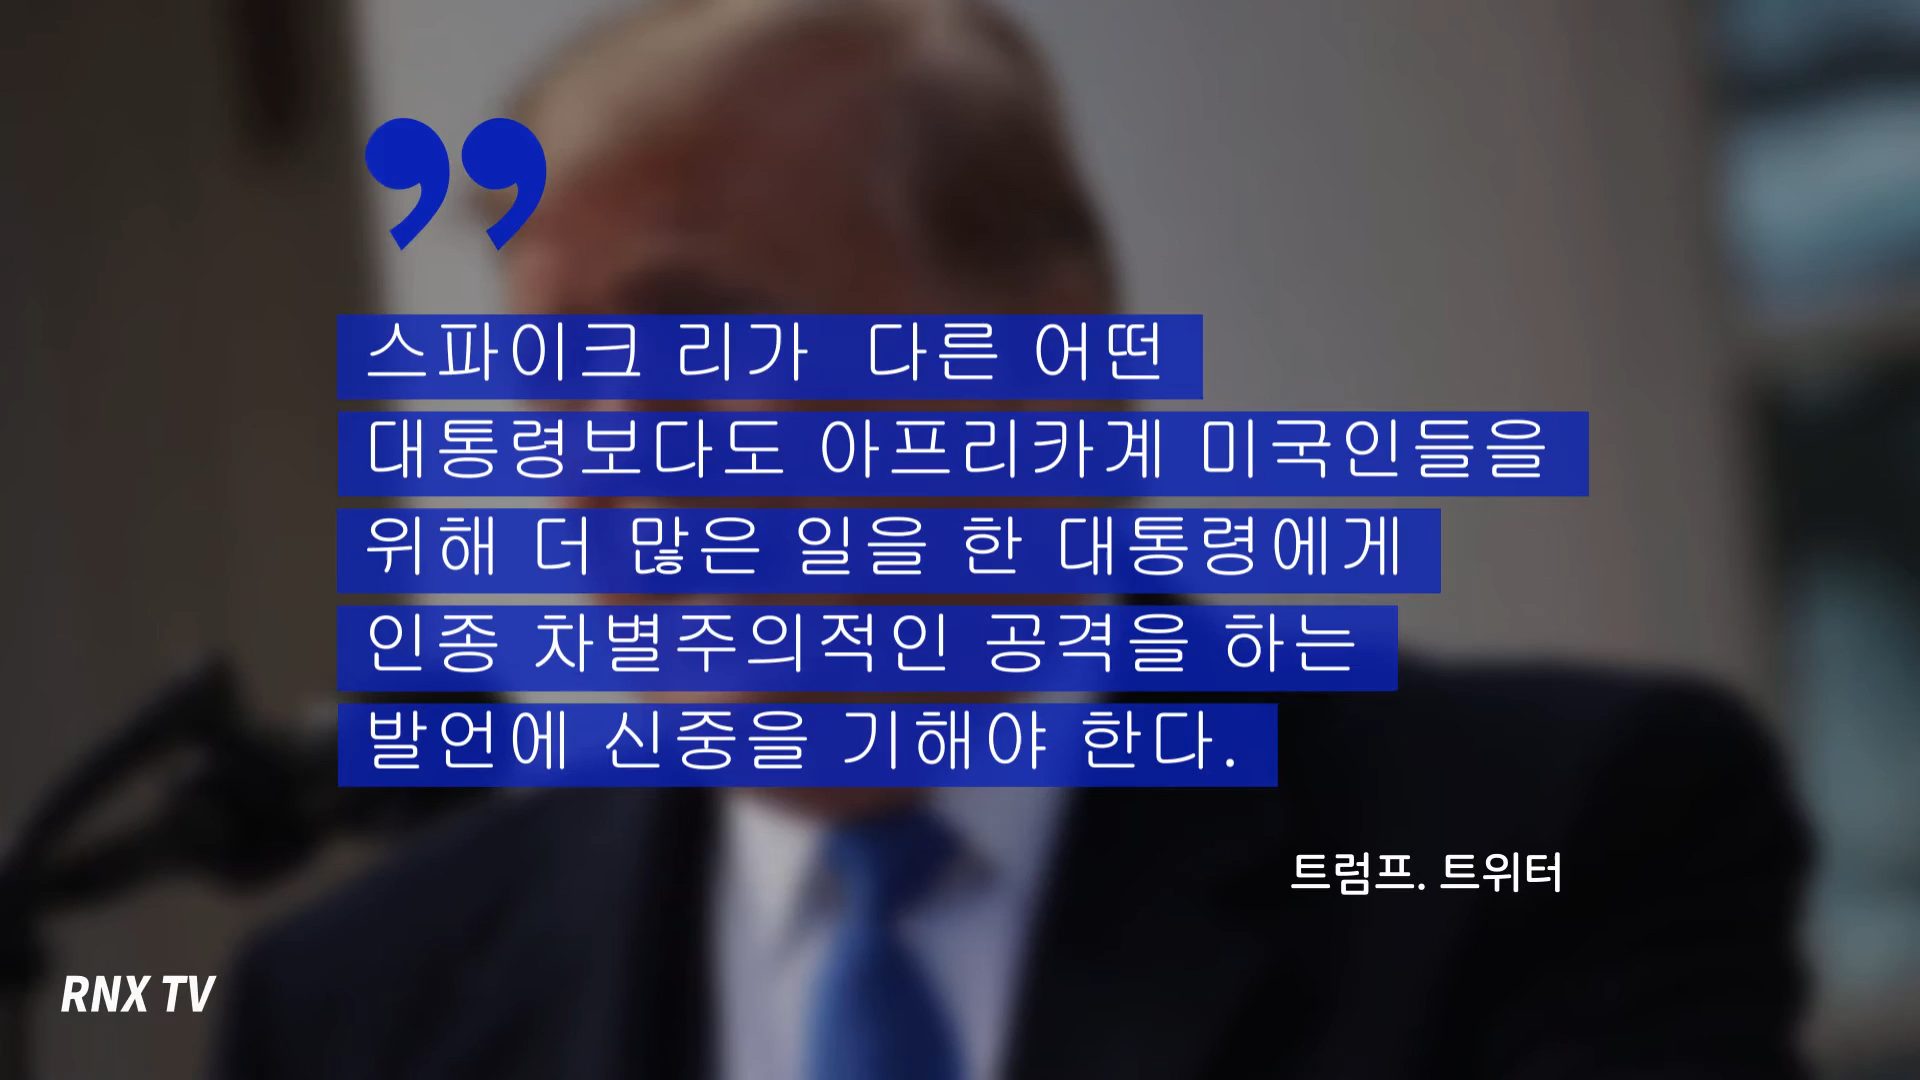 스파이크 리가 다른 어떤
대통령보다도 아프리카계 미국인들을
위해 더 많은 일을 한 대통령에게
인종 차별주의적인 공격을 하는
발언에 신중을 기해야 한다.
트럼프. 트위터
RNX TV